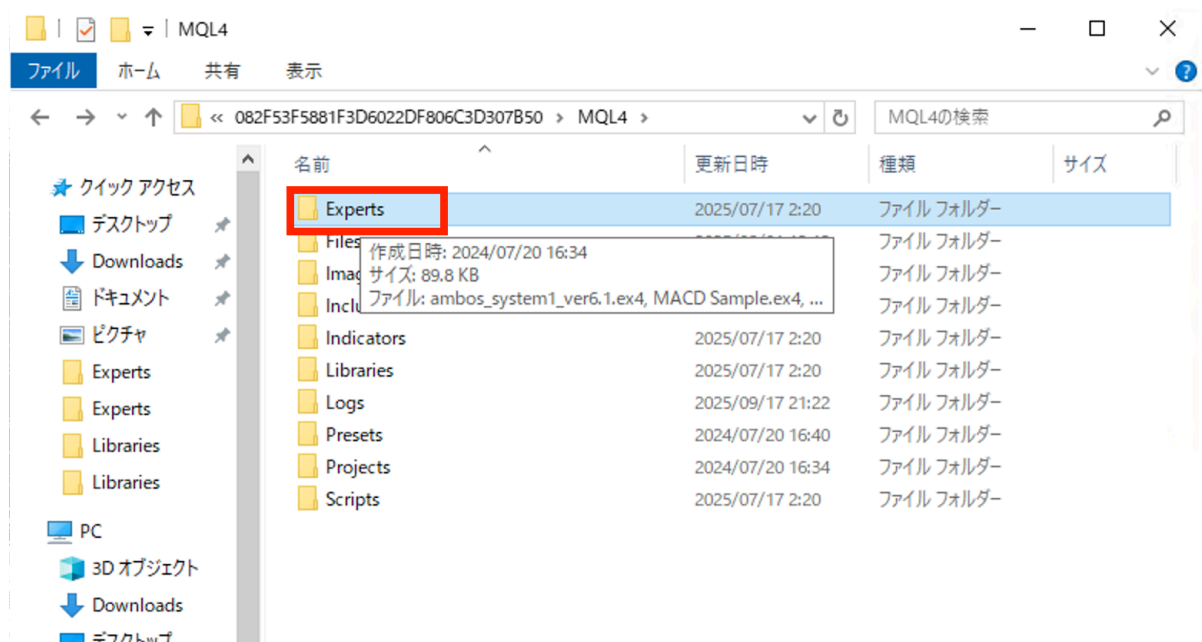 MQL4
ファイル ホーム 共有 表示
« 082F53F5881F3D6022DF806C3D307B50 › MQL4 ›
MQL4の検索
名前 更新日時 種類 サイズ
クイック アクセス
デスクトップ
Downloads
ドキュメント
ピクチャ
Experts
Experts
Libraries
Libraries
PC
3D オブジェクト
Downloads
デスクトップ
Experts 2025/07/17 2:20 ファイル フォルダー
Files ファイル フォルダー
作成日時: 2024/07/20 16:34
サイズ: 89.8 KB
ファイル: ambos_system1_ver6.1.ex4, MACD Sample.ex4, ...
Imag ファイル フォルダー
Inclu ファイル フォルダー
Indicators 2025/07/17 2:20 ファイル フォルダー
Libraries 2025/07/17 2:20 ファイル フォルダー
Logs 2025/09/17 21:22 ファイル フォルダー
Presets 2024/07/20 16:40 ファイル フォルダー
Projects 2024/07/20 16:34 ファイル フォルダー
Scripts 2025/07/17 2:20 ファイル フォルダー